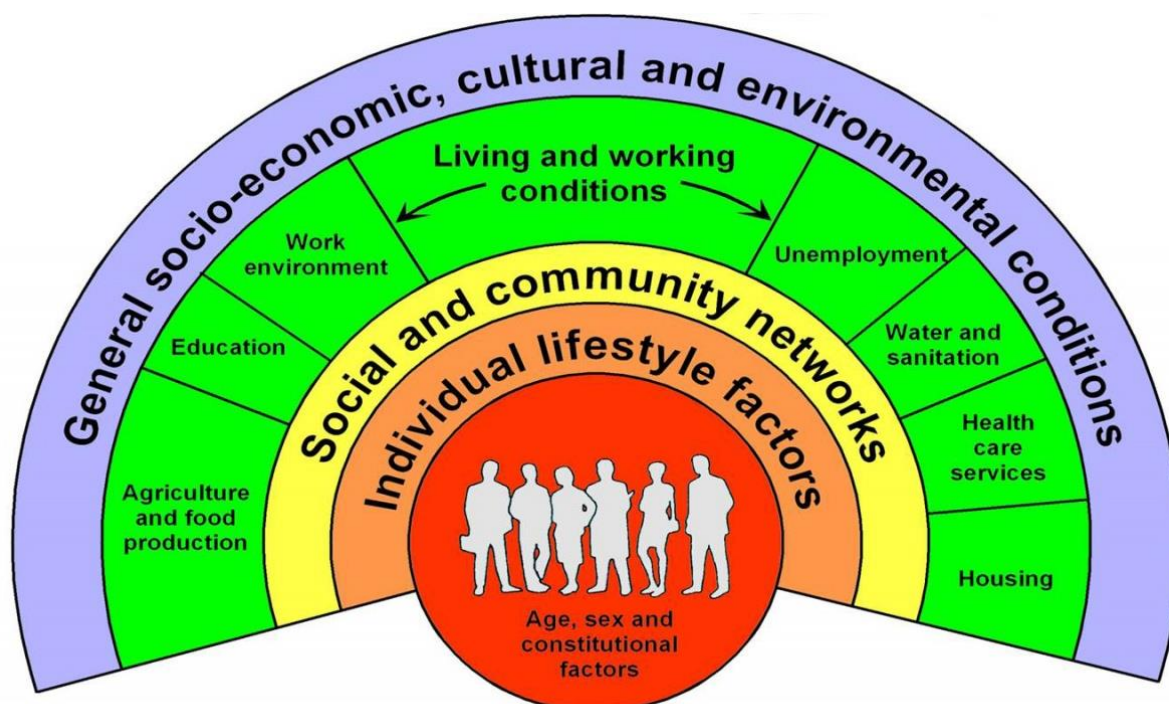 General socio-economic, cultural and environmental conditions
Living and working
conditions
Agriculture
and food
production
Education
Work
environment
Unemployment
Water and
sanitation
Health
care
services
Housing
Social and community networks
Individual lifestyle factors
Age, sex and
constitutional
factors